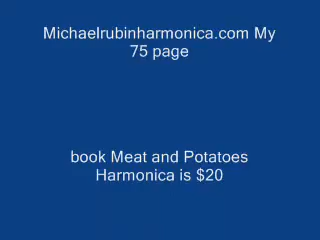 Michaelrubinharmonica.com My
75 page
book Meat and Potatoes
Harmonica is $20